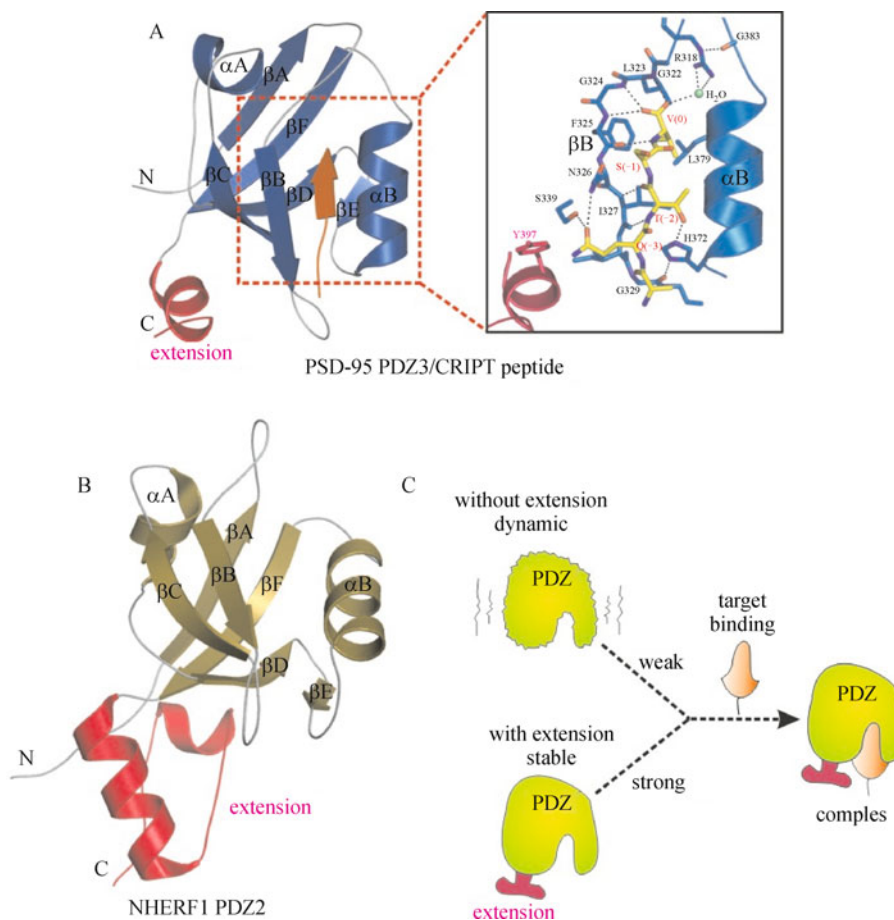 A
αA
βA
βF
βC
βB
βD
βE
αB
N
C
extension
G383
R318
L323
G322
G324
H₂O
V(0)
F325
βB
S(−1)
L379
αB
N326
S339
I327
T(−2)
Y397
Q(−3)
H372
G329
PSD-95 PDZ3/CRIPT peptide
B
αA
βA
βB
βF
βC
αB
βD
βE
N
extension
C
NHERF1 PDZ2
C
without extension
dynamic
PDZ
target
binding
weak
PDZ
with extension
stable
strong
PDZ
comples
extension